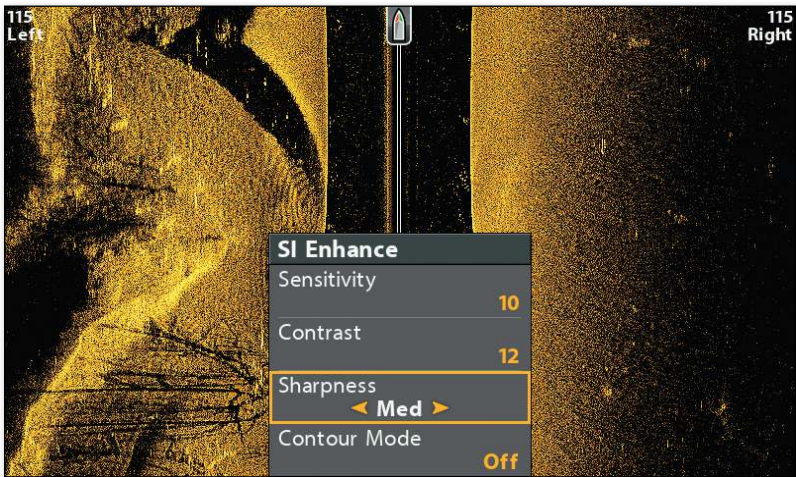 115
Left
115
Right
SI Enhance
Sensitivity
10
Contrast
12
Sharpness
Med
Contour Mode
Off